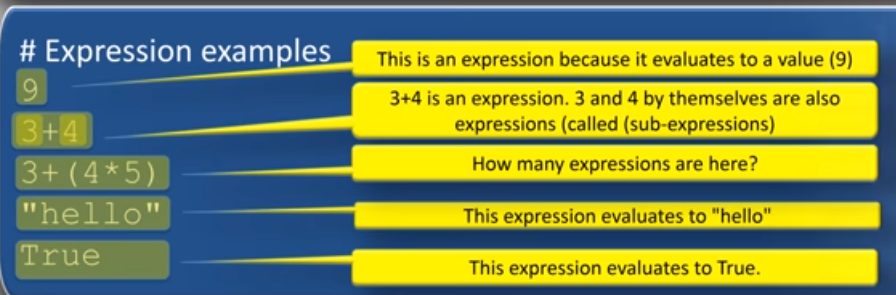 # Expression examples
This is an expression because it evaluates to a value (9)
9
3+4 is an expression. 3 and 4 by themselves are also
expressions (called (sub-expressions)
3+4
How many expressions are here?
3+(4*5)
This expression evaluates to "hello"
"hello"
This expression evaluates to True.
True